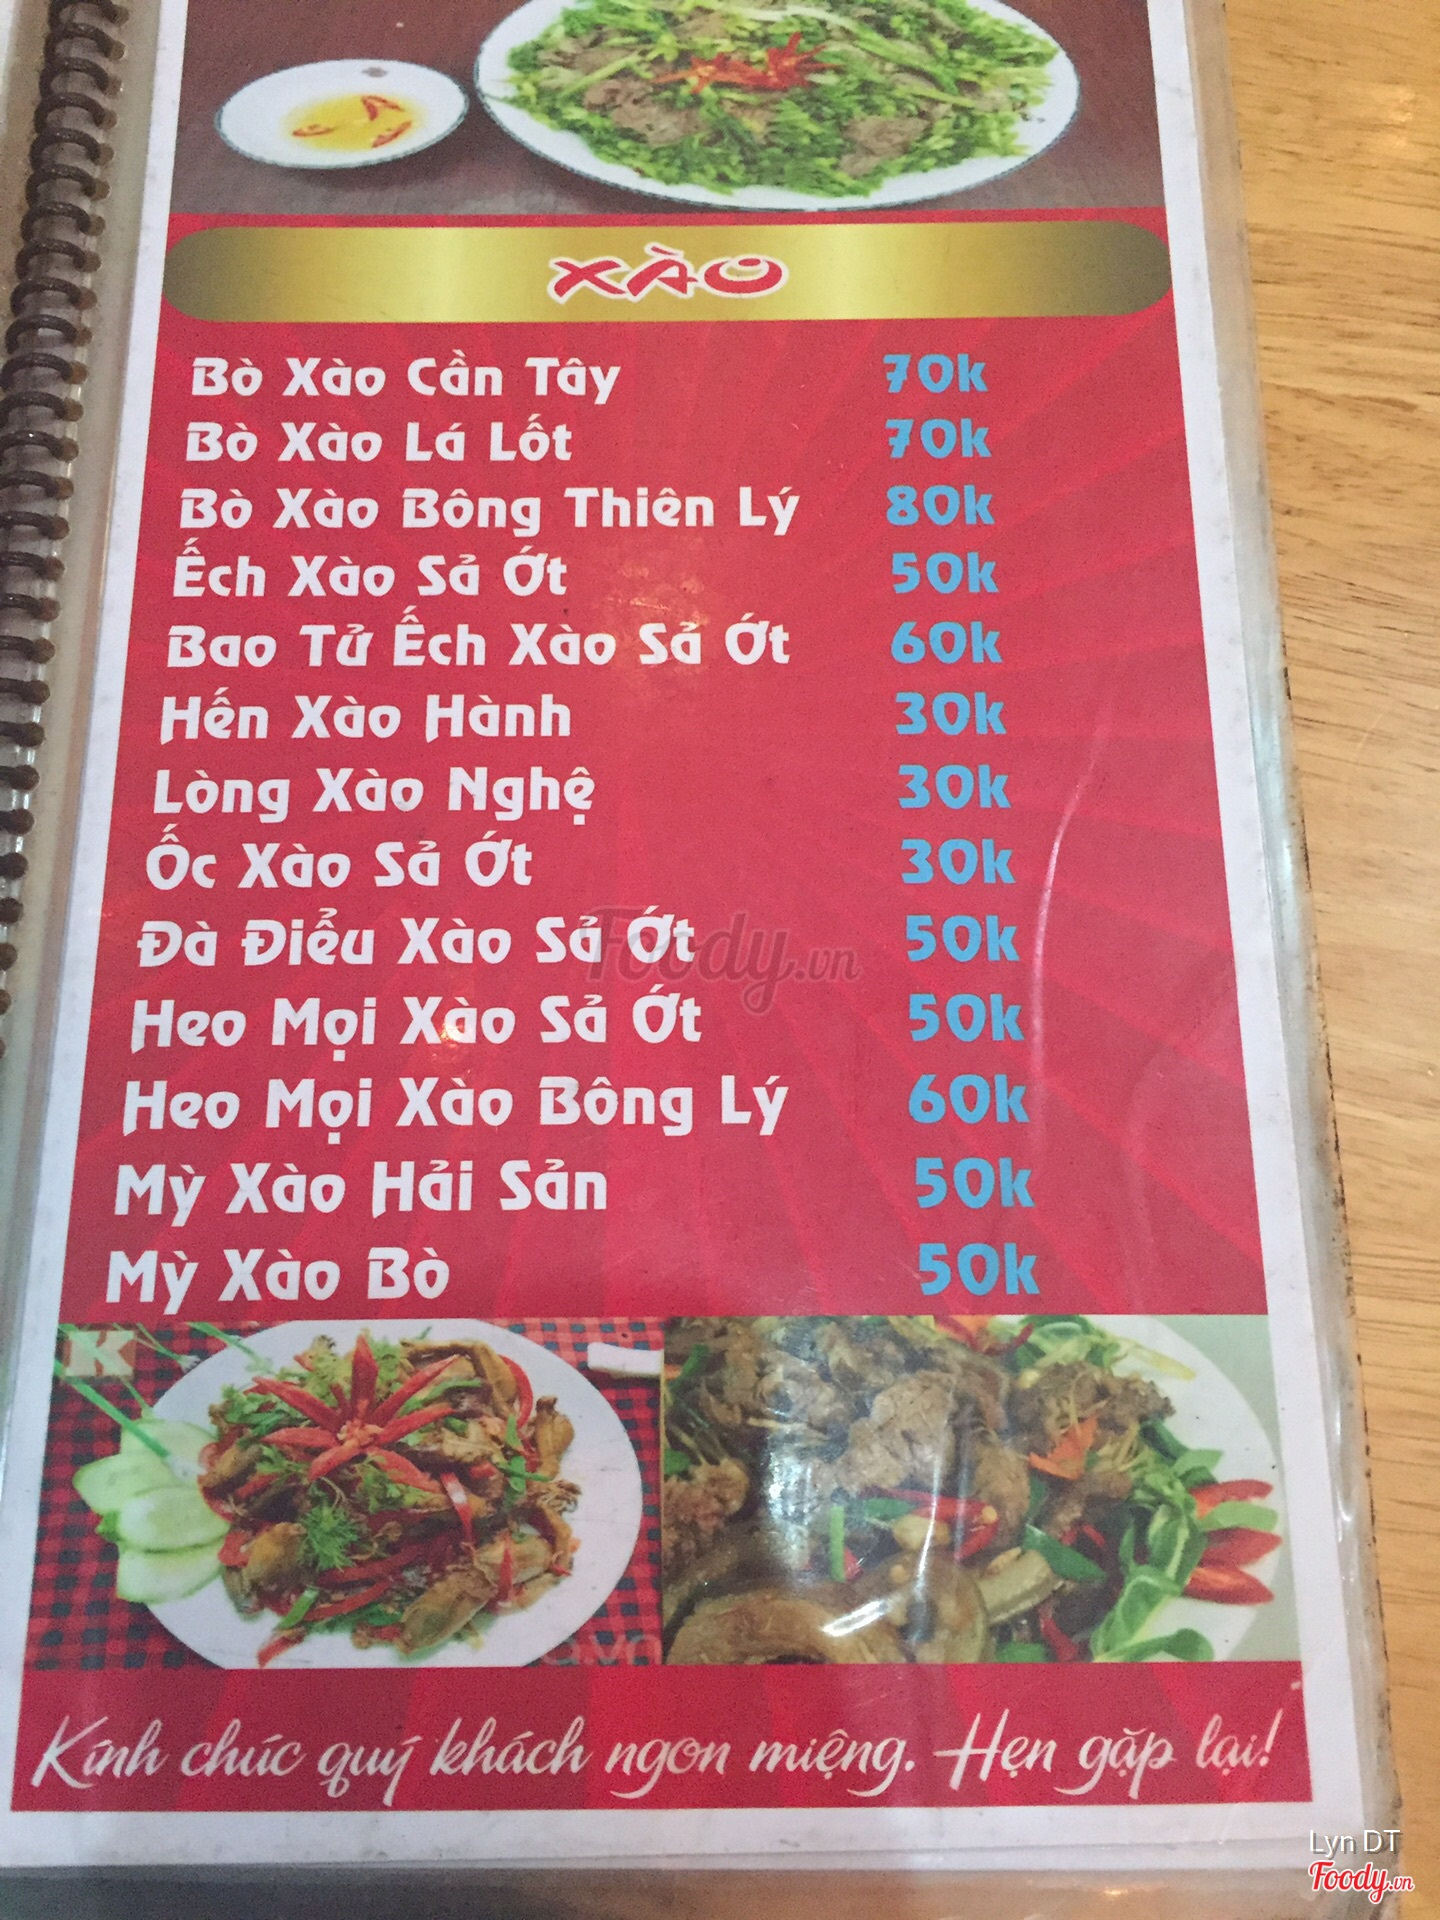 XÀO
Bò Xào Cần Tây 70k
Bò Xào Lá Lốt 70k
Bò Xào Bông Thiên Lý 80k
Ếch Xào Sả Ớt 50k
Bao Tử Ếch Xào Sả Ớt 60k
Hến Xào Hành 30k
Lòng Xào Nghệ 30k
Ốc Xào Sả Ớt 30k
Đà Điểu Xào Sả Ớt 50k
Foody.vn
Heo Mọi Xào Sả Ớt 50k
Heo Mọi Xào Bông Lý 60k
Mỳ Xào Hải Sản 50k
Mỳ Xào Bò 50k
K
a.vn
Kính chúc quý khách ngon miệng. Hẹn gặp lại!
Lyn DT
Foody.vn